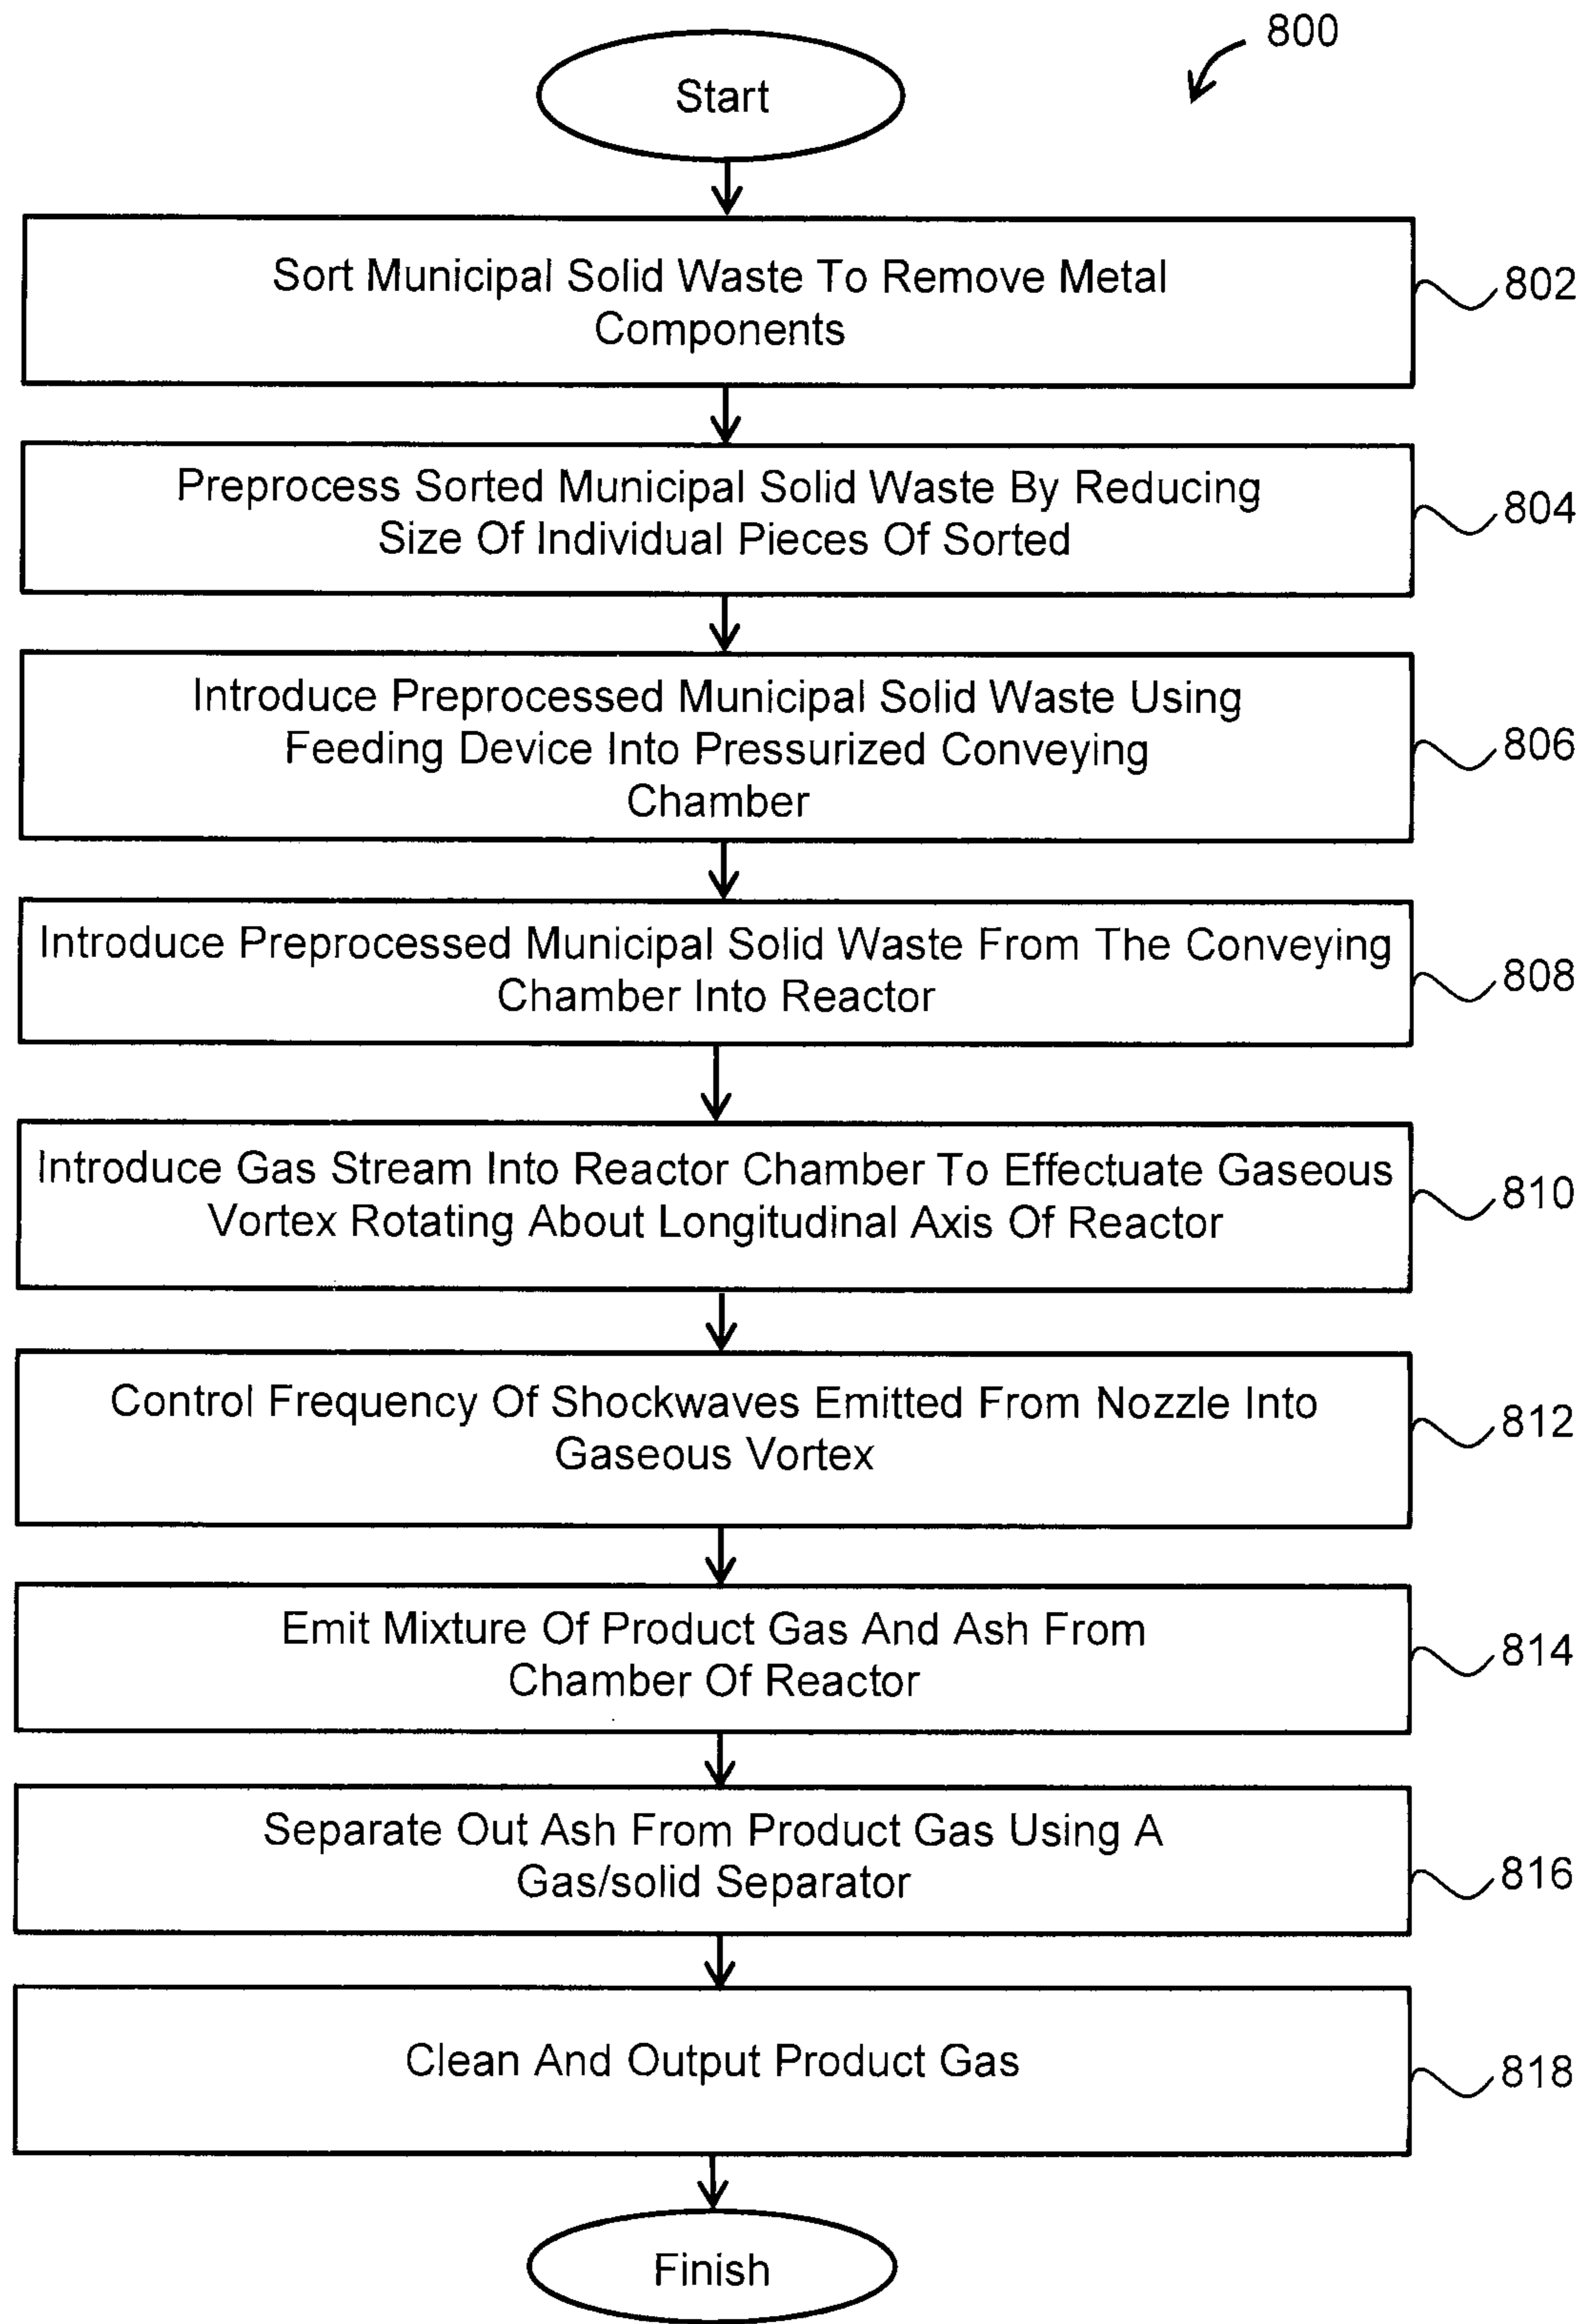 800
Start
Sort Municipal Solid Waste To Remove Metal
Components
802
Preprocess Sorted Municipal Solid Waste By Reducing
Size Of Individual Pieces Of Sorted
804
Introduce Preprocessed Municipal Solid Waste Using
Feeding Device Into Pressurized Conveying
Chamber
806
Introduce Preprocessed Municipal Solid Waste From The Conveying
Chamber Into Reactor
808
Introduce Gas Stream Into Reactor Chamber To Effectuate Gaseous
Vortex Rotating About Longitudinal Axis Of Reactor
810
Control Frequency Of Shockwaves Emitted From Nozzle Into
Gaseous Vortex
812
Emit Mixture Of Product Gas And Ash From
Chamber Of Reactor
814
Separate Out Ash From Product Gas Using A
Gas/solid Separator
816
Clean And Output Product Gas
818
Finish